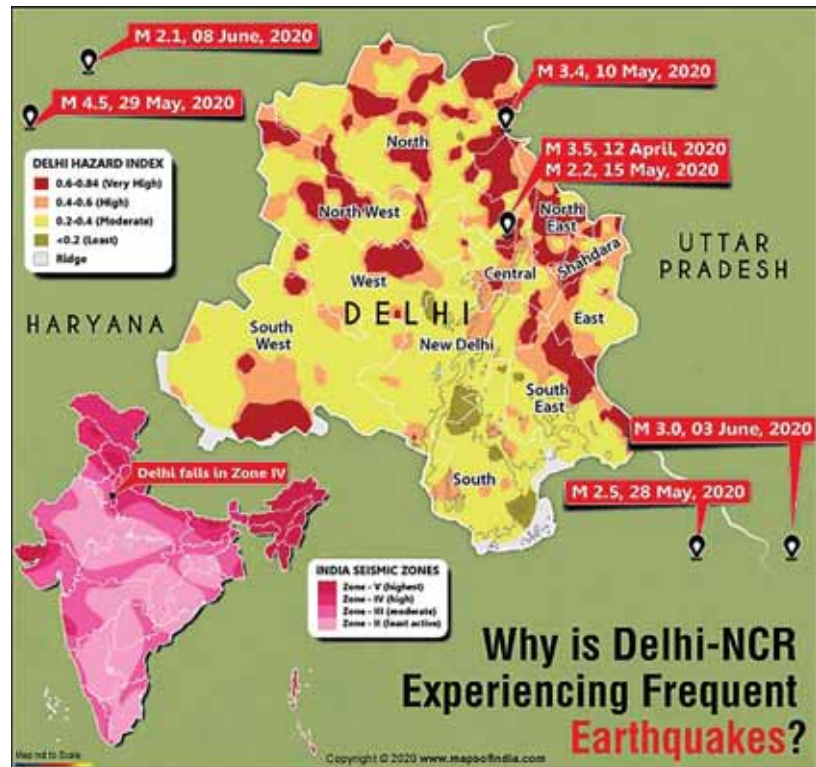 M 2.1, 08 June, 2020
M 4.5, 29 May, 2020
M 3.4, 10 May, 2020
M 3.5, 12 April, 2020
M 2.2, 15 May, 2020
DELHI HAZARD INDEX
0.6-0.84 (Very High)
0.4-0.6 (High)
0.2-0.4 (Moderate)
<0.2 (Least)
Ridge
North
North West
North
East
Shahdara
Central
West
DELHI
UTTAR
PRADESH
HARYANA
South
West
New Delhi
East
South
East
South
M 3.0, 03 June, 2020
M 2.5, 28 May, 2020
Delhi falls in Zone IV
INDIA SEISMIC ZONES
Zone - V (highest)
Zone - IV (high)
Zone - III (moderate)
Zone - II (least active)
Why is Delhi-NCR
Experiencing Frequent
Earthquakes?
Map not to Scale
Copyright © 2020 www.mapsofindia.com